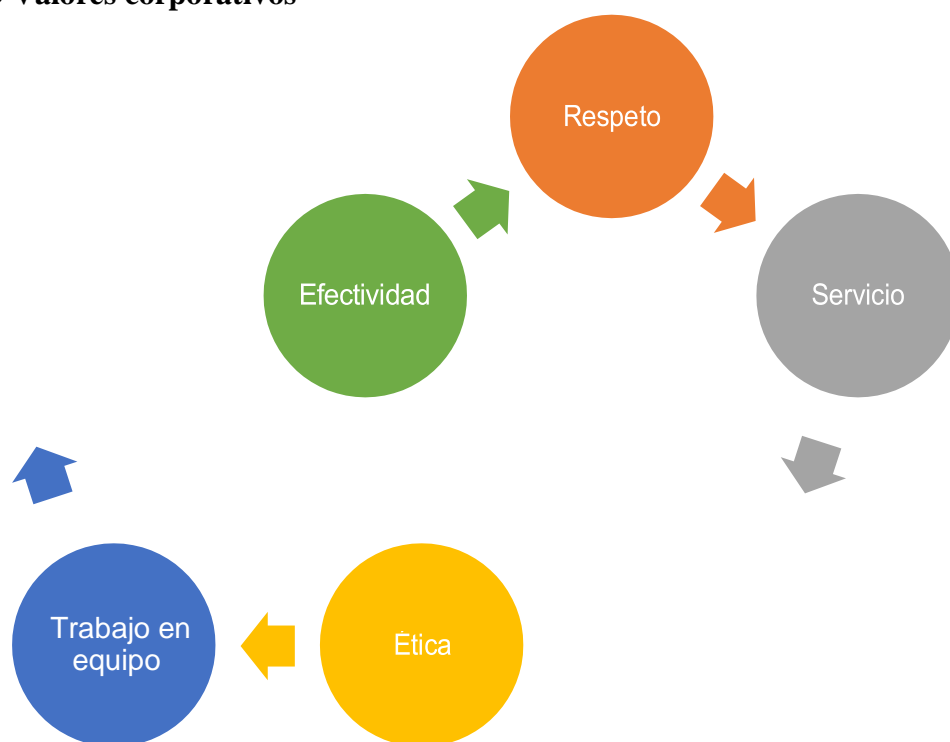 Valores corporativos
Respeto
Efectividad
Servicio
Trabajo en
equipo
Ética